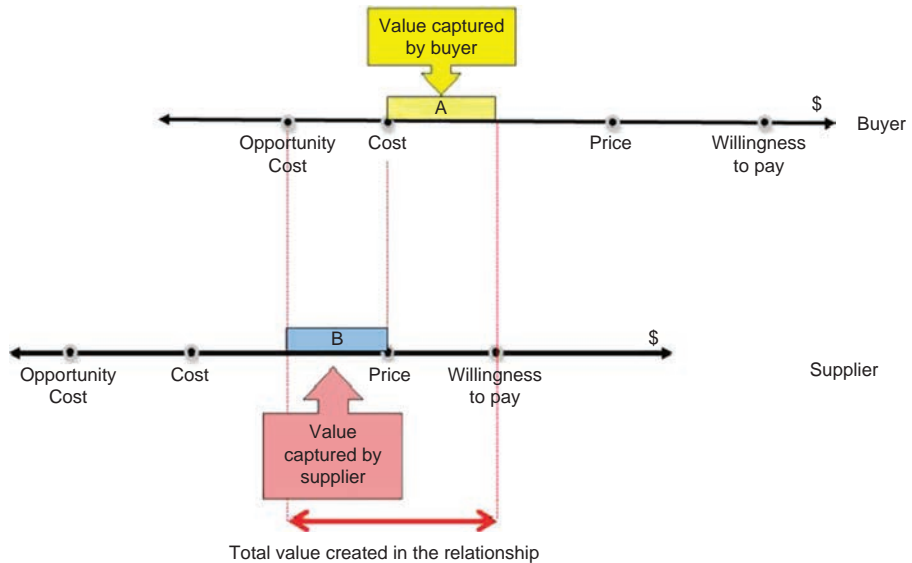 Value captured
by buyer
A
$
Buyer
Opportunity
Cost
Cost
Price
Willingness
to pay
B
$
Supplier
Opportunity
Cost
Cost
Price
Willingness
to pay
Value
captured by
supplier
Total value created in the relationship